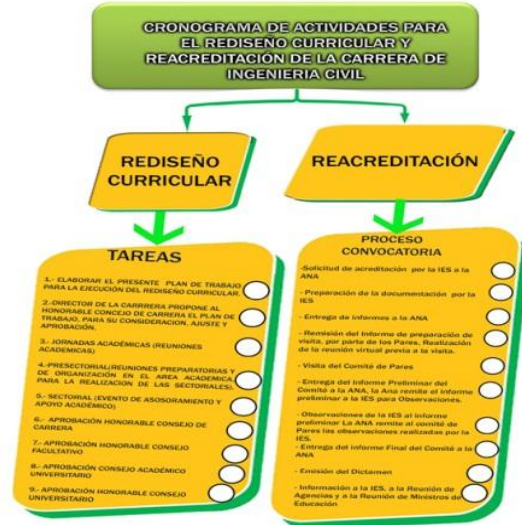 CRONOGRAMA DE ACTIVIDADES PARA
EL REDISEÑO CURRICULAR Y
REACREDITACIÓN DE LA CARRERA DE
INGENIERIA CIVIL
REDISEÑO
CURRICULAR
TAREAS
1.- ELABORAR EL PRESENTE PLAN DE TRABAJO
PARA LA EJECUCIÓN DEL REDISEÑO CURRICULAR.
2.-DIRECTOR DE LA CARRRERA PROPONE AL
HONORABLE CONCEJO DE CARRERA EL PLAN DE
TRABAJO, PARA SU CONSIDERACION, AJUSTE Y
APROBACIÓN.
3.- JORNADAS ACADÉMICAS (REUNIONES
ACADEMICAS)
4.-PRESECTORIAL(REUNIONES PREPARATORIAS Y
DE ORGANIZACIÓN EN EL AREA ACADEMICA,
PARA LA REALIZACION DE LAS SECTORIALES).
5.- SECTORIAL (EVENTO DE ASOSORAMIENTO Y
APOYO ACADÉMICO)
6.- APROBACIÓN HONORABLE CONSEJO DE
CARRERA
7.- APROBACIÓN HONORABLE CONSEJO
FACULTATIVO
8.- APROBACIÓN CONSEJO ACADÉMICO
UNIVERSITARIO
9.- APROBACIÓN HONORABLE CONSEJO
UNIVERSITARIO
REACREDITACIÓN
PROCESO
CONVOCATORIA
-Solicitud de acreditación por la IES a la
ANA
- Preparación de la documentación por la
IES
- Entrega de informes a la ANA
- Remisión del Informe de preparación de
visita, por parte de los Pares. Realización
de la reunión virtual previa a la visita.
- Visita del Comité de Pares
- Entrega del Informe Preliminar del
Comité a la ANA, la Ana remite el informe
preliminar a la IES para Observaciones.
- Observaciones de la IES al informe
preliminar La ANA remite al comité de
Pares las observaciones realizadas por la
IES.
- Entrega del informe Final del Comité a la
ANA
- Emisión del Dictamen
- Información a la IES, a la Reunión de
Agencias y a la Reunión de Ministros de
Educación